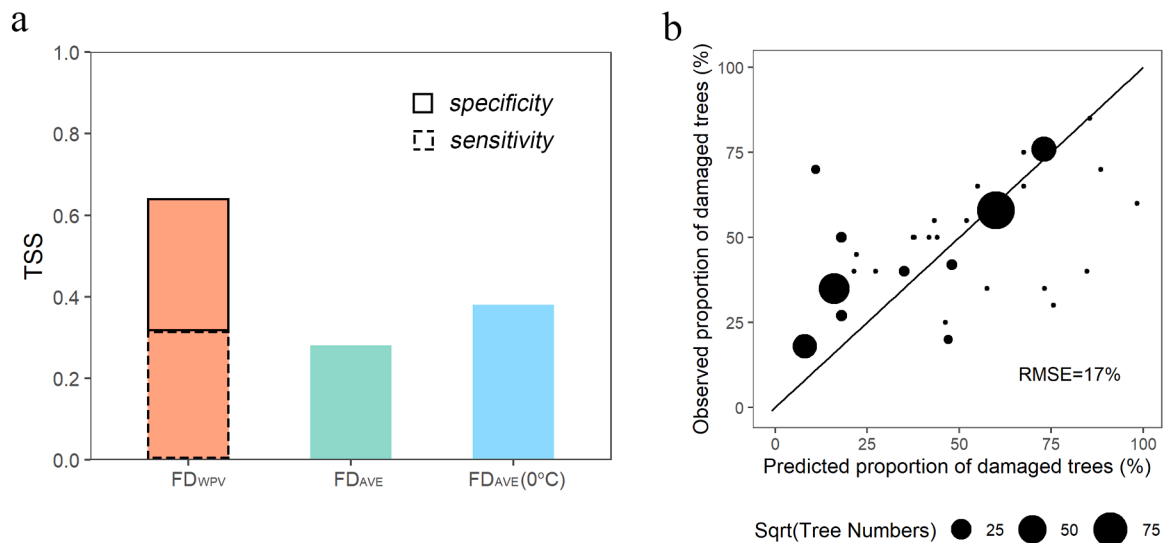 a
TSS
1.0
0.8
0.6
0.4
0.2
0.0
specificity
sensitivity
FDWPV
FDAVE
FDAVE(0°C)
b
Observed proportion of damaged trees (%)
100
75
50
25
0
RMSE=17%
0 25 50 75 100
Predicted proportion of damaged trees (%)
Sqrt(Tree Numbers) 25 50 75